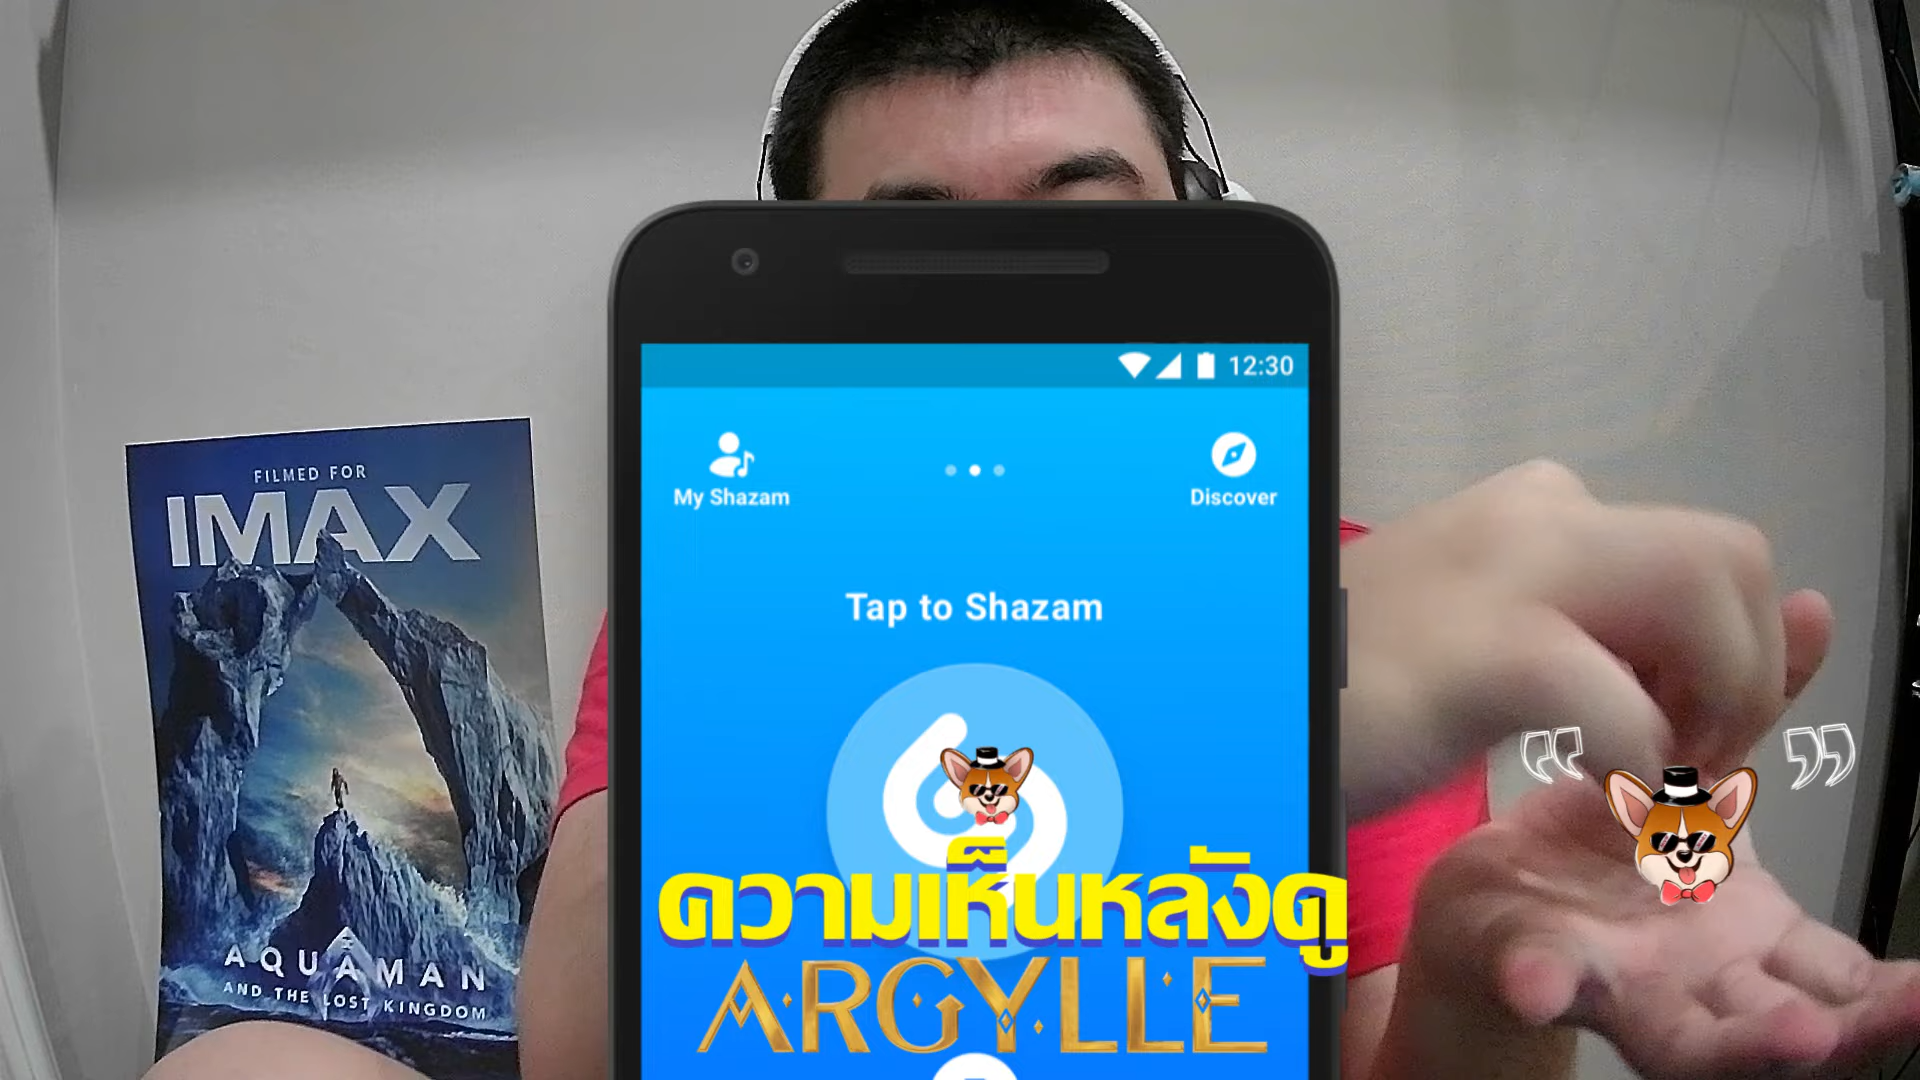 FILMED FOR
IMAX
AQUAMAN
AND THE LOST KINGDOM
12:30
My Shazam
Discover
Tap to Shazam
ความเห็นหลังดู
ARGYLLE
“ ”